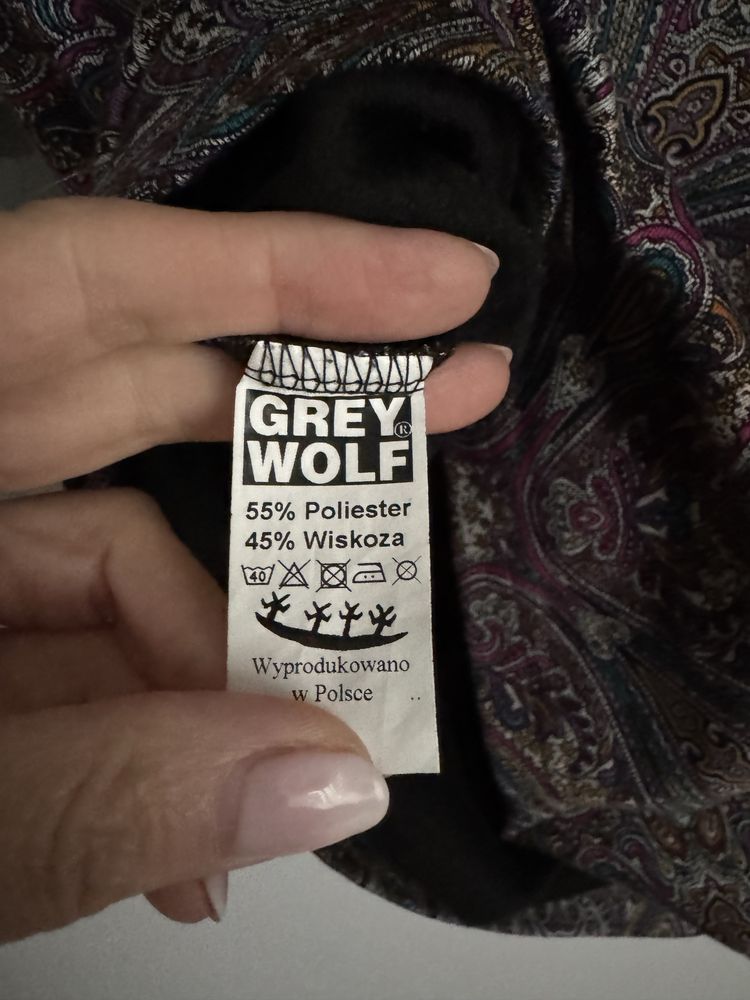 GREY
WOLF®
55% Poliester
45% Wiskoza
40
Wyprodukowano
w Polsce ..